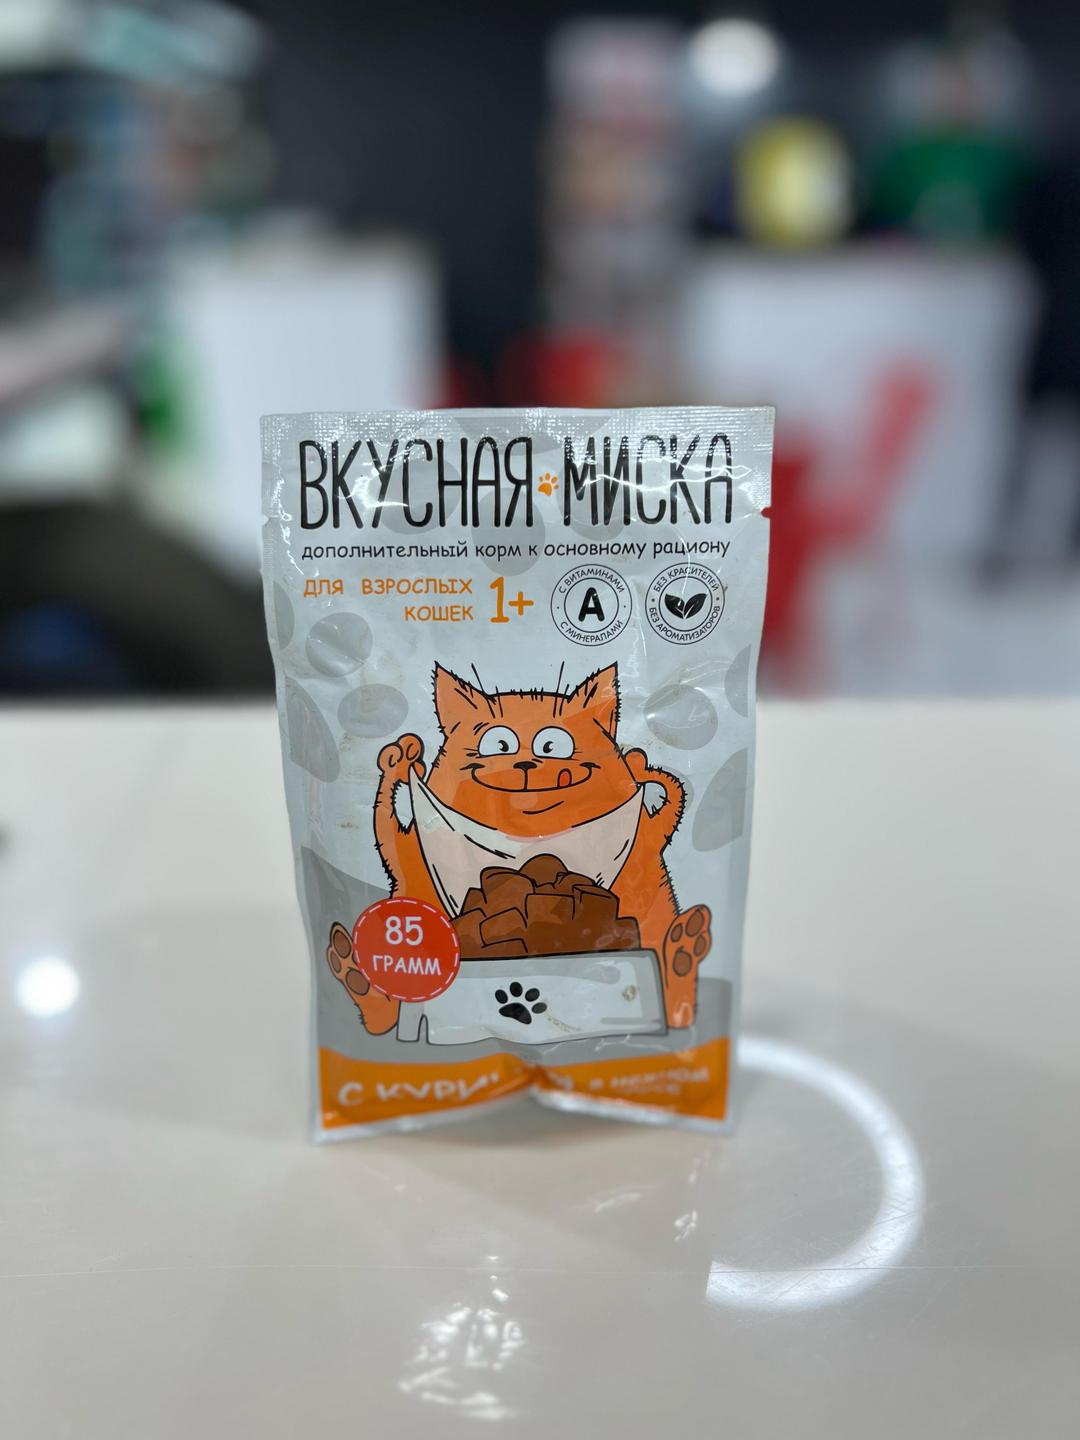 ВКУСНАЯ МИСКА
дополнительный корм к основному рациону
ДЛЯ ВЗРОСЛЫХ
КОШЕК 1+
С ВИТАМИНАМИ
А
С МИНЕРАЛАМИ
БЕЗ КРАСИТЕЛЕЙ
БЕЗ АРОМАТИЗАТОРОВ
85
ГРАММ
С